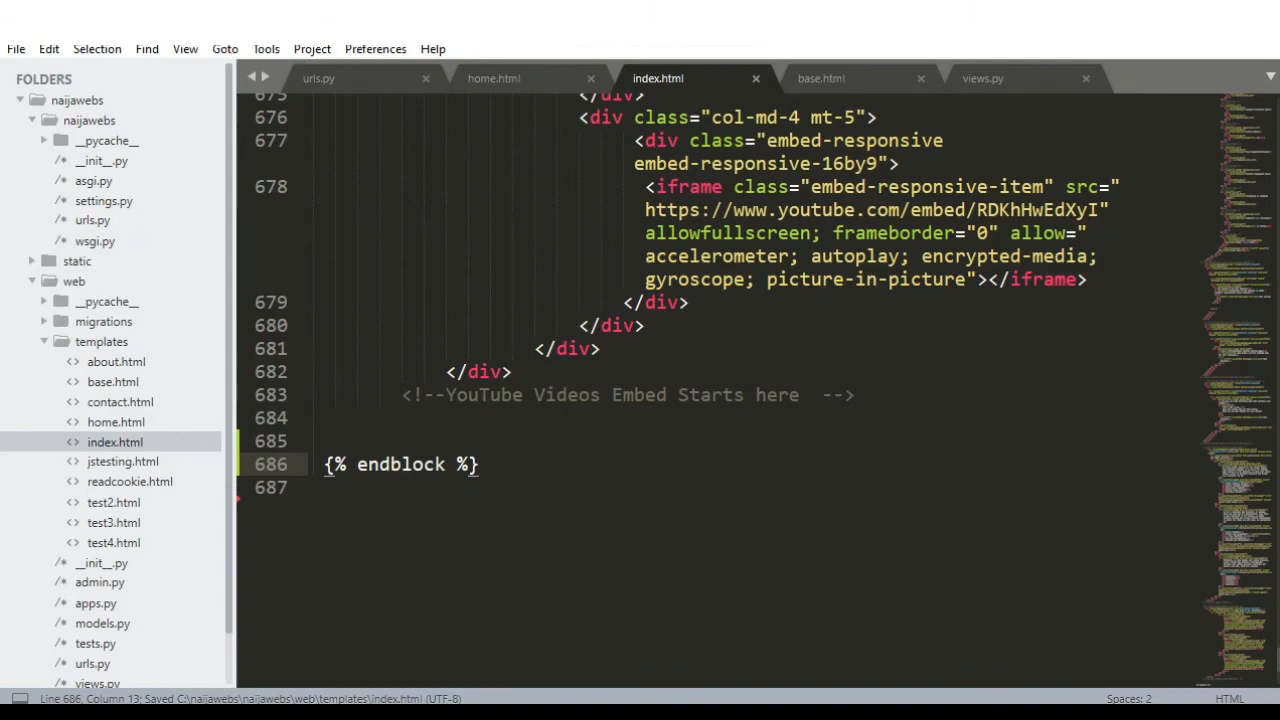 File Edit Selection Find View Goto Tools Project Preferences Help
FOLDERS
naijawebs
naijawebs
__pycache__
/* __init__.py
/* asgi.py
/* settings.py
/* urls.py
/* wsgi.py
static
web
__pycache__
migrations
templates
<> about.html
<> base.html
<> contact.html
<> home.html
<> index.html
<> jstesting.html
<> readcookie.html
<> test2.html
<> test3.html
<> test4.html
/* __init__.py
/* admin.py
/* apps.py
/* models.py
/* tests.py
/* urls.py
/* views.py
urls.py × home.html × index.html × base.html × views.py ×
675 </div>
676 <div class="col-md-4 mt-5">
677 <div class="embed-responsive
embed-responsive-16by9">
678 <iframe class="embed-responsive-item" src="
https://www.youtube.com/embed/RDKhHwEdXyI"
allowfullscreen; frameborder="0" allow="
accelerometer; autoplay; encrypted-media;
gyroscope; picture-in-picture"></iframe>
679 </div>
680 </div>
681 </div>
682 </div>
683 <!--YouTube Videos Embed Starts here -->
684
685
686 {% endblock %}
687
Line 686, Column 13; Saved C:\naijawebs\naijawebs\web\templates\index.html (UTF-8) Spaces: 2 HTML